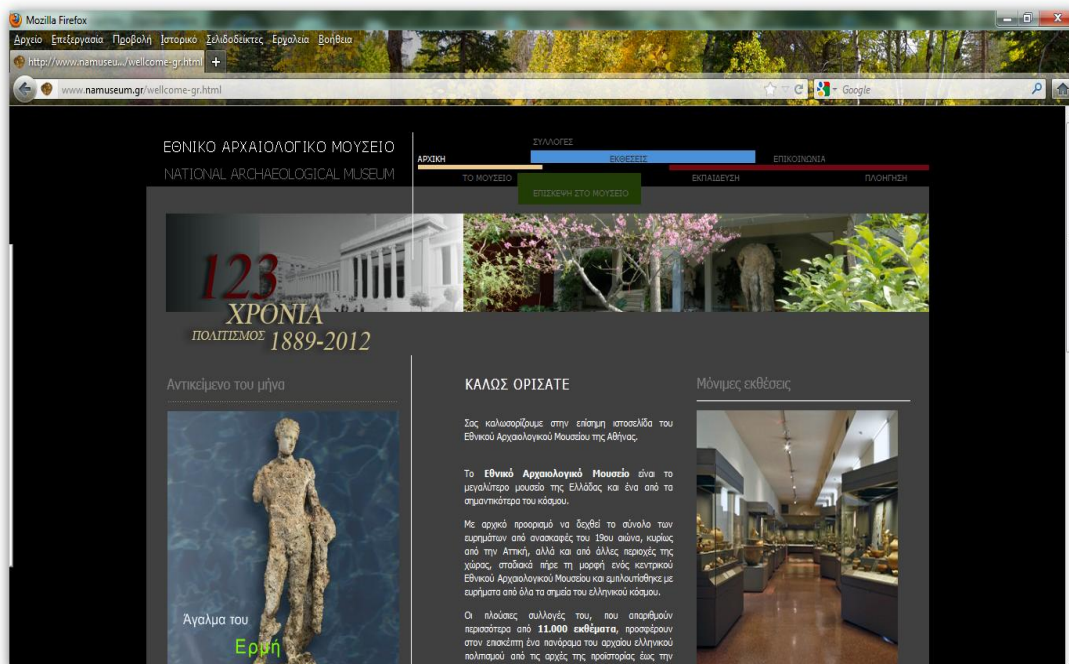 Mozilla Firefox
Αρχείο Επεξεργασία Προβολή Ιστορικό Σελιδοδείκτες Εργαλεία Βοήθεια
http://www.namuseu.../wellcome-gr.html +
www.namuseum.gr/wellcome-gr.html
Google
ΕΘΝΙΚΟ ΑΡΧΑΙΟΛΟΓΙΚΟ ΜΟΥΣΕΙΟ
NATIONAL ARCHAEOLOGICAL MUSEUM
ΣΥΛΛΟΓΕΣ
ΑΡΧΙΚΗ ΕΚΘΕΣΕΙΣ ΕΠΙΚΟΙΝΩΝΙΑ
ΤΟ ΜΟΥΣΕΙΟ ΕΚΠΑΙΔΕΥΣΗ ΠΛΟΗΓΗΣΗ
ΕΠΙΣΚΕΨΗ ΣΤΟ ΜΟΥΣΕΙΟ
123
ΧΡΟΝΙΑ
ΠΟΛΙΤΙΣΜΟΣ 1889-2012
Αντικείμενο του μήνα
Άγαλμα του
Ερμή
ΚΑΛΩΣ ΟΡΙΣΑΤΕ
Σας καλωσορίζουμε στην επίσημη ιστοσελίδα του
Εθνικού Αρχαιολογικού Μουσείου της Αθήνας.
Το Εθνικό Αρχαιολογικό Μουσείο είναι το
μεγαλύτερο μουσείο της Ελλάδας και ένα από τα
σημαντικότερα του κόσμου.
Με αρχικό προορισμό να δεχθεί το σύνολο των
ευρημάτων από ανασκαφές του 19ου αιώνα, κυρίως
από την Αττική, αλλά και από άλλες περιοχές της
χώρας, σταδιακά πήρε τη μορφή ενός κεντρικού
Εθνικού Αρχαιολογικού Μουσείου και εμπλουτίσθηκε με
ευρήματα από όλα τα σημεία του ελληνικού κόσμου.
Οι πλούσιες συλλογές του, που απαριθμούν
περισσότερα από 11.000 εκθέματα, προσφέρουν
στον επισκέπτη ένα πανόραμα του αρχαίου ελληνικού
πολιτισμού από τις αρχές της προϊστορίας έως την
Μόνιμες εκθέσεις